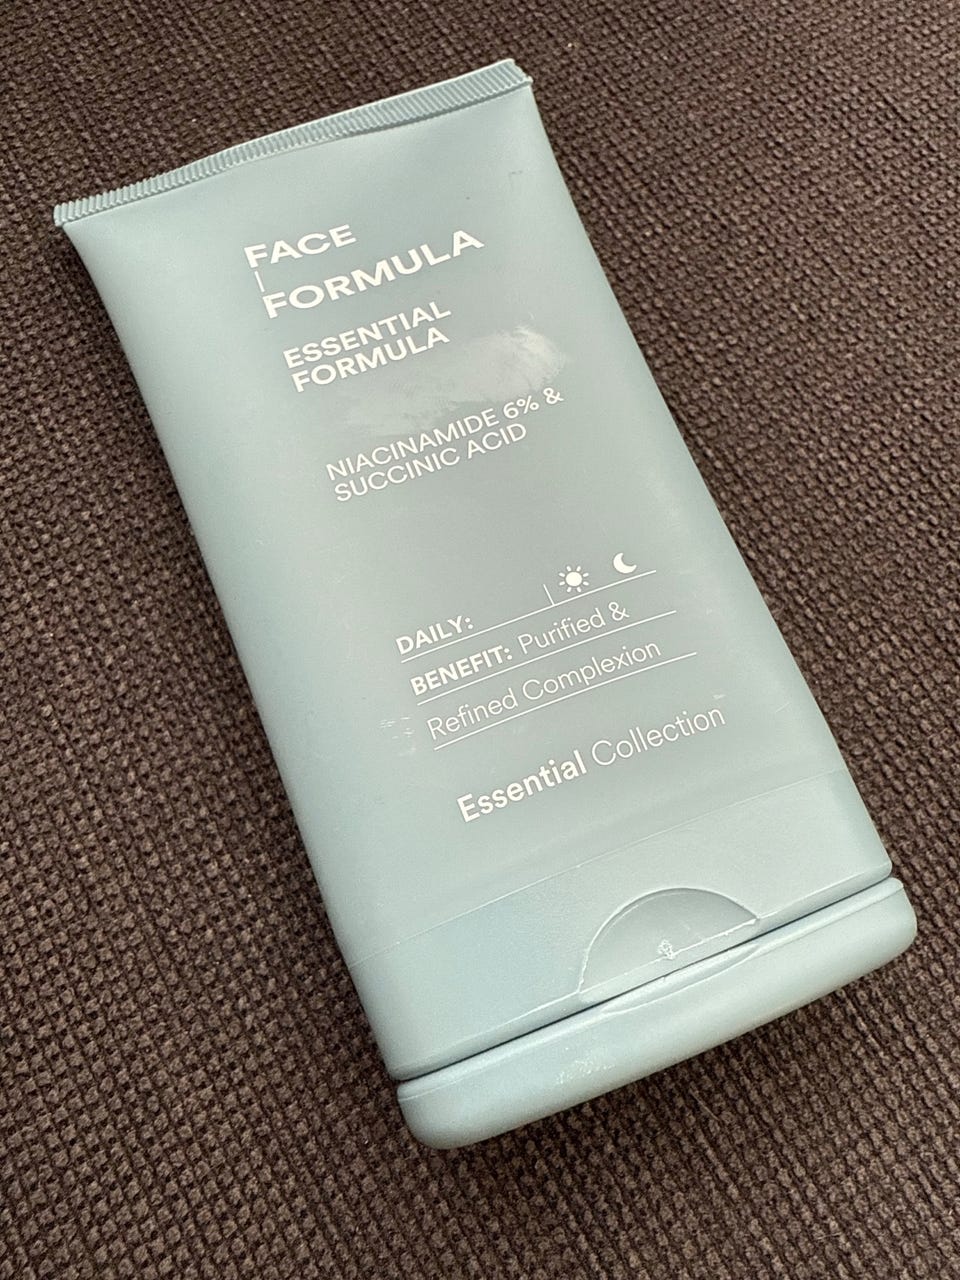 FACE
FORMULA
ESSENTIAL
FORMULA
NIACINAMIDE 6% &
SUCCINIC ACID
DAILY:
BENEFIT: Purified &
Refined Complexion
Essential Collection